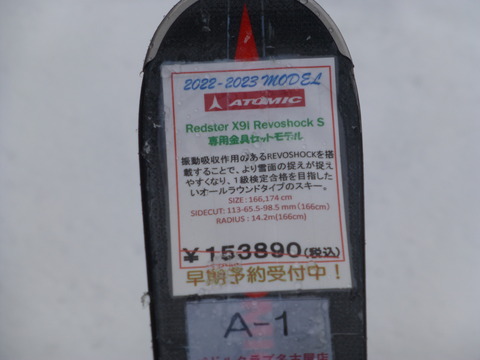 2022-2023 MODEL
ATOMIC
Redster X9I Revoshock S
専用金具セットモデル
振動吸収作用のあるREVOSHOCKを搭
載することで、より雪面の捉えが捉え
やすくなり、1級検定合格を目指した
いオールラウンドタイプのスキー。
SIZE : 166,174 cm
SIDECUT: 113-65.5-98.5 mm (166cm)
RADIUS : 14.2m(166cm)
¥153890(税込)
早期予約受付中!
A-1